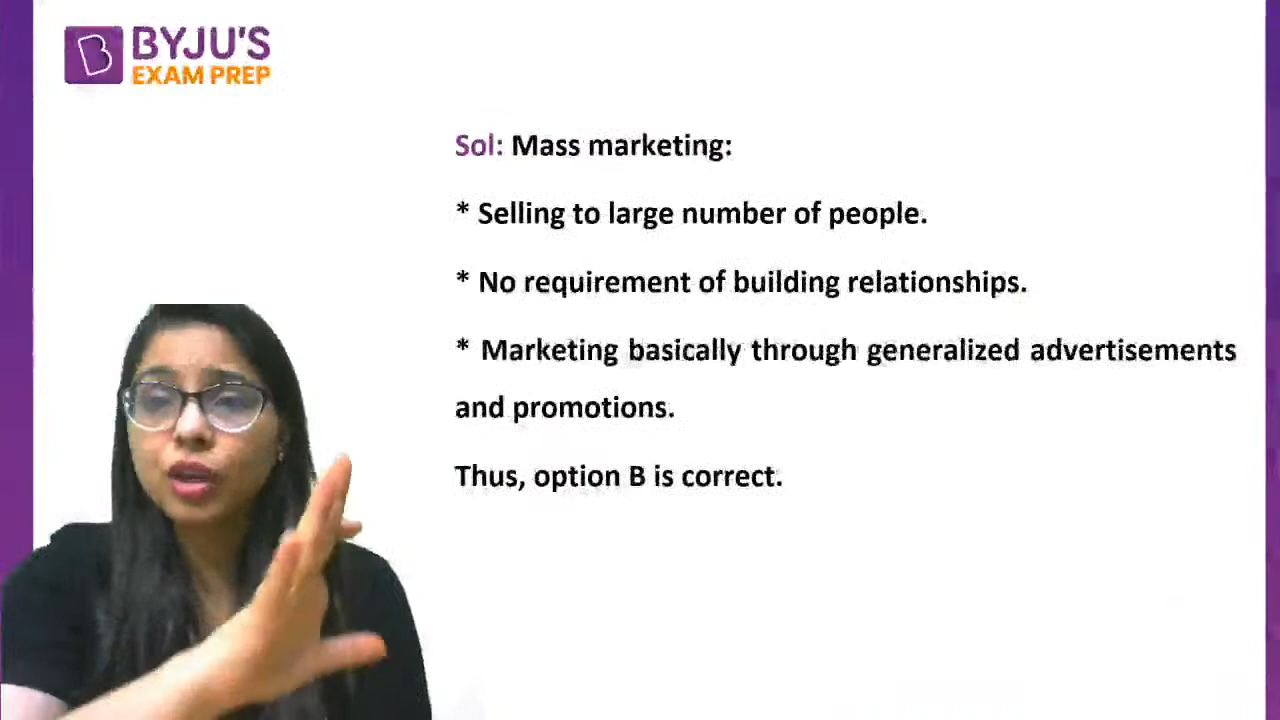 BYJU'S
EXAM PREP
Sol: Mass marketing:
* Selling to large number of people.
* No requirement of building relationships.
* Marketing basically through generalized advertisements
and promotions.
Thus, option B is correct.